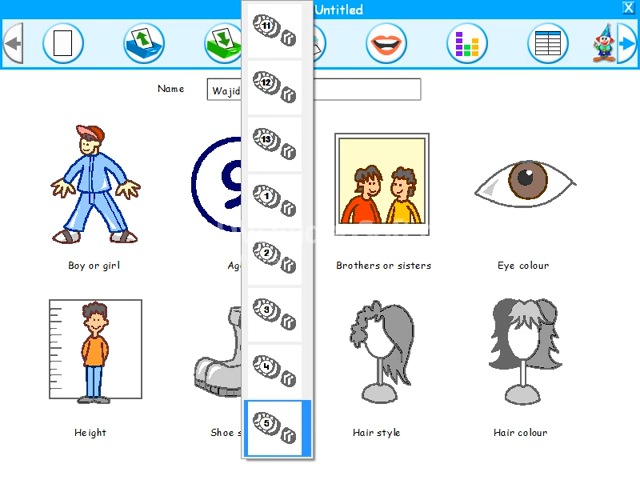 Untitled
X
Name
Wajid
11
12
13
1
2
3
4
5
9
Boy or girl
Brothers or sisters
Eye colour
Height
Shoe
Hair style
Hair colour